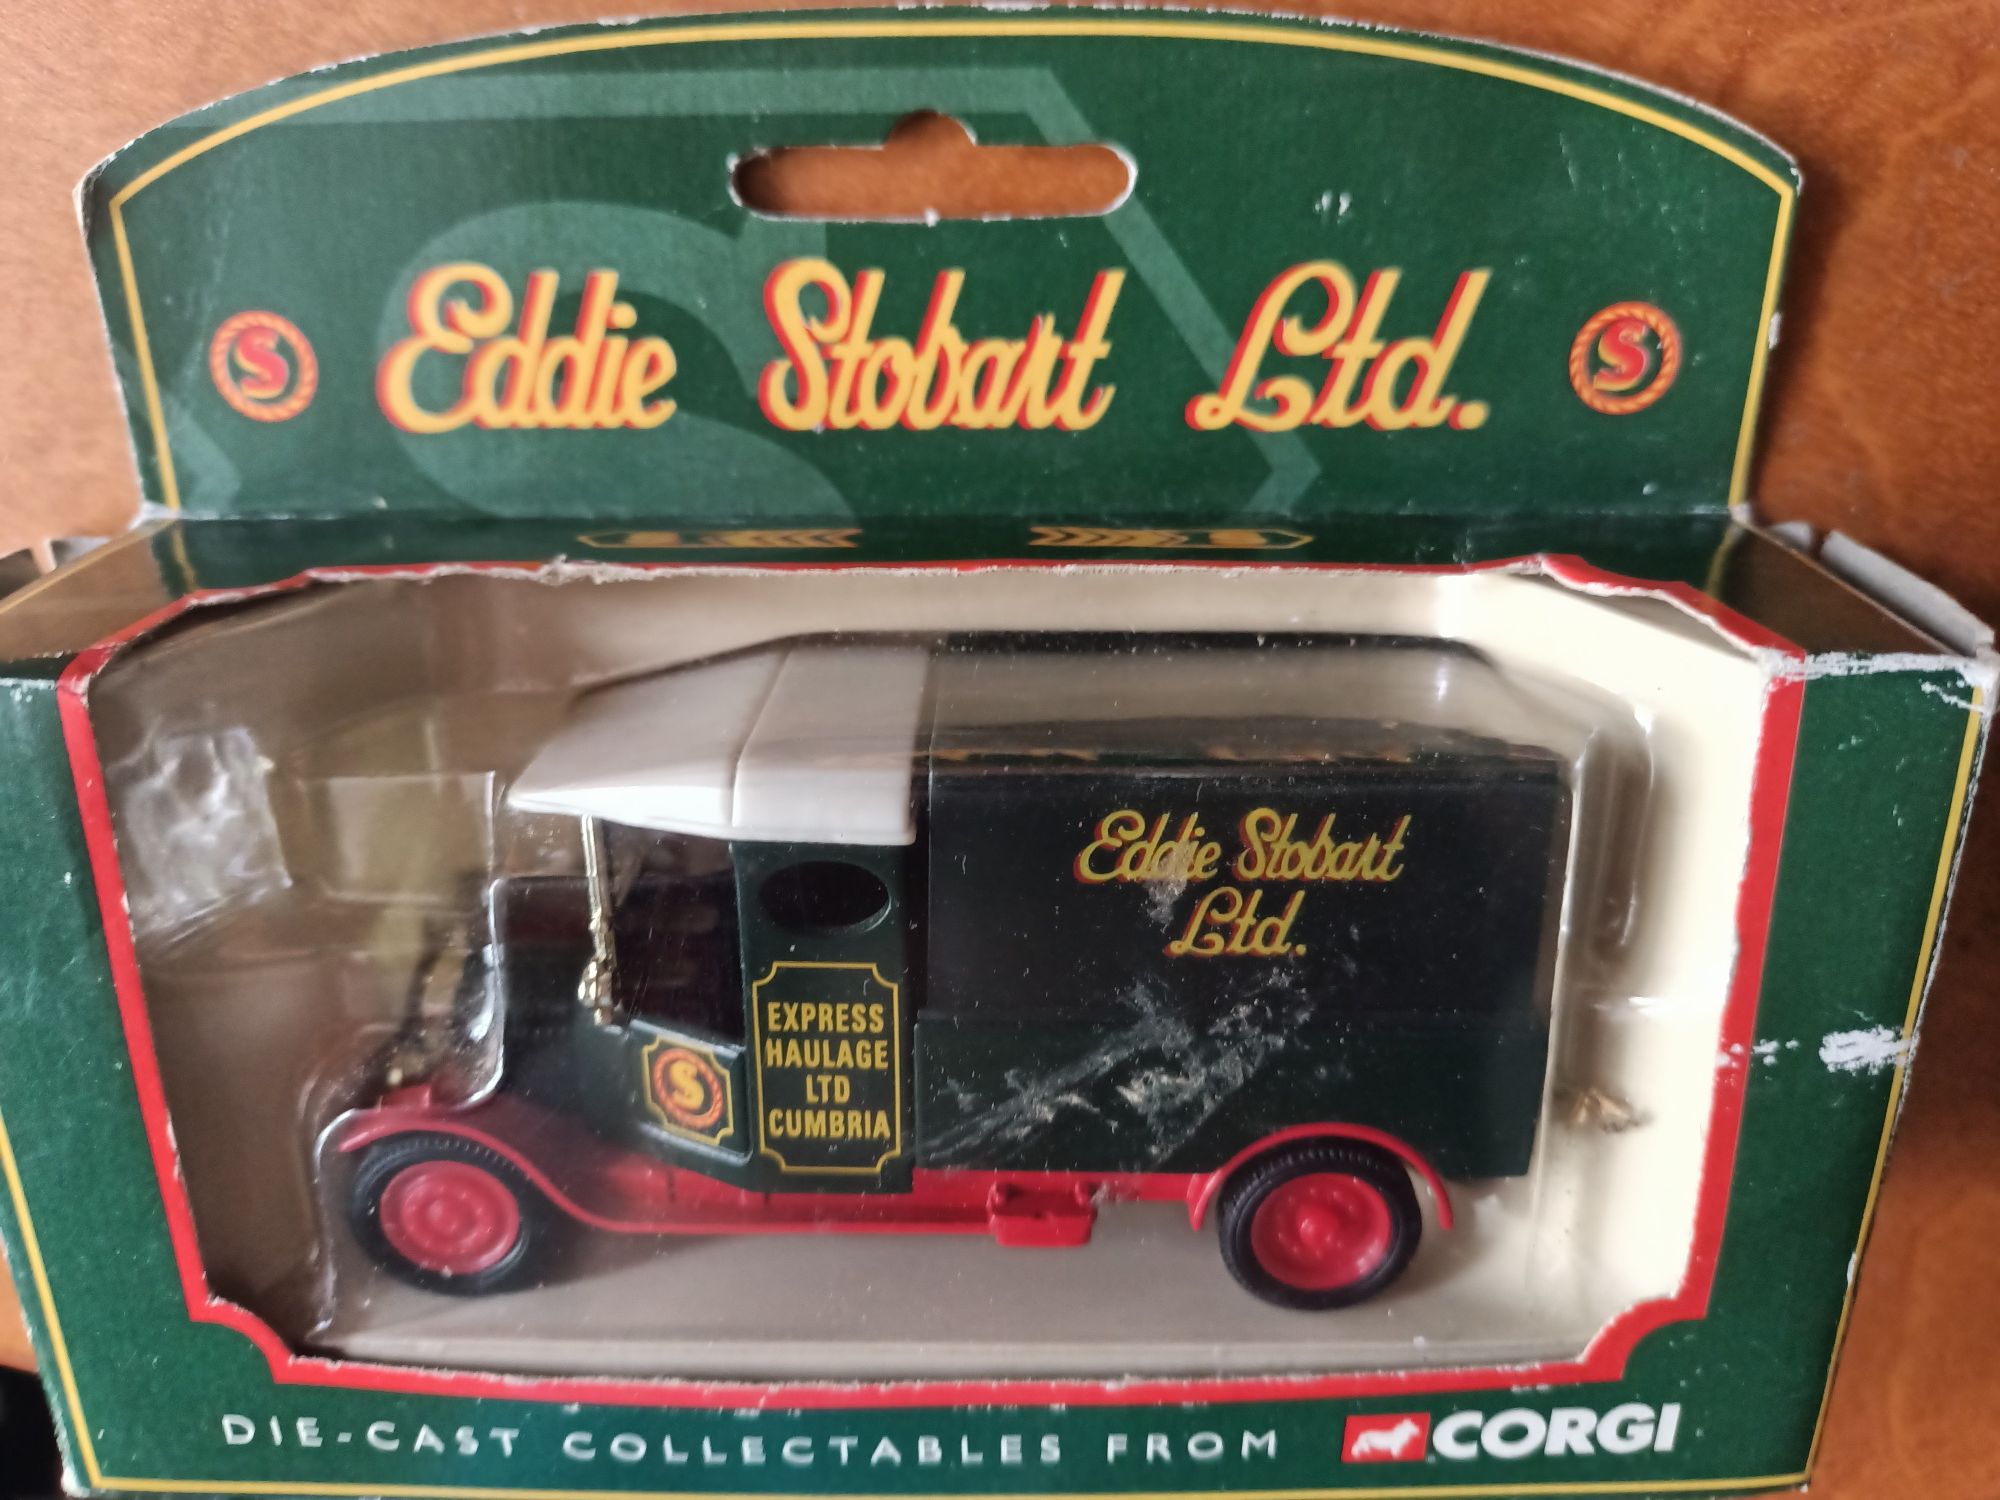 Eddie Stobart Ltd.
S
S
Eddie Stobart
Ltd.
EXPRESS
HAULAGE
LTD
CUMBRIA
S
DIE-CAST COLLECTABLES FROM CORGI